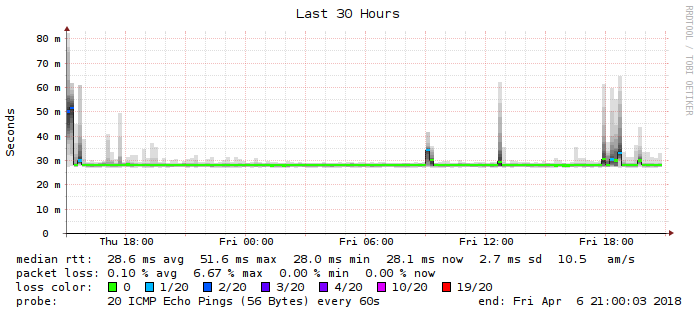 Last 30 Hours
RRDTOOL / TOBI OETIKER
Seconds
80 m
70 m
60 m
50 m
40 m
30 m
20 m
10 m
0
Thu 18:00 Fri 00:00 Fri 06:00 Fri 12:00 Fri 18:00
median rtt: 28.6 ms avg 51.6 ms max 28.0 ms min 28.1 ms now 2.7 ms sd 10.5 am/s
packet loss: 0.10 % avg 6.67 % max 0.00 % min 0.00 % now
loss color: 0 1/20 2/20 3/20 4/20 10/20 19/20
probe: 20 ICMP Echo Pings (56 Bytes) every 60s end: Fri Apr 6 21:00:03 2018